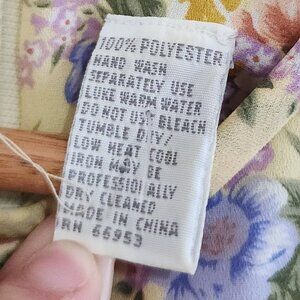 100% POLYESTER
HAND WASH
SEPARATELY USE
LUKE WARM WATER
DO NOT USE BLEACH
TUMBLE DRY/
LOW HEAT COOL
IRON MAY BE
PROFESSIONALLY
DRY CLEANED
MADE IN CHINA
RN 66953